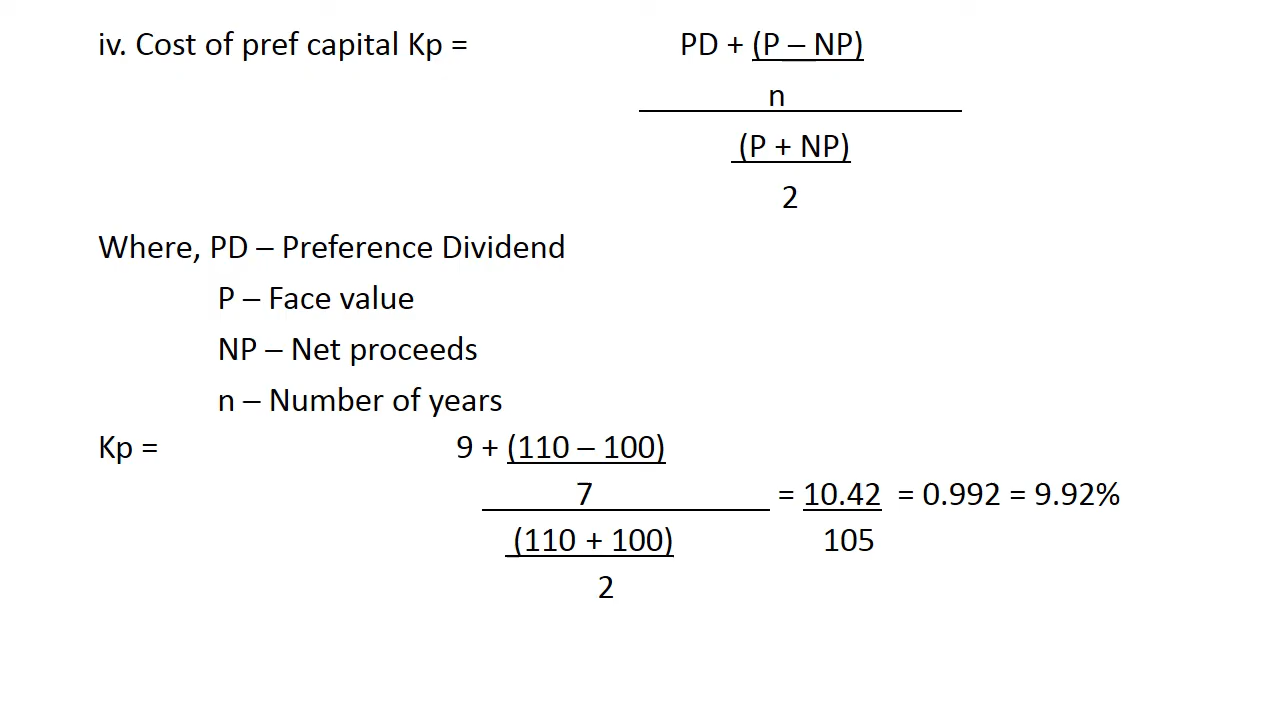 iv. Cost of pref capital Kp = PD + (P – NP)
n
(P + NP)
2
Where, PD – Preference Dividend
P – Face value
NP – Net proceeds
n – Number of years
Kp = 9 + (110 – 100)
7 = 10.42 = 0.992 = 9.92%
(110 + 100) 105
2